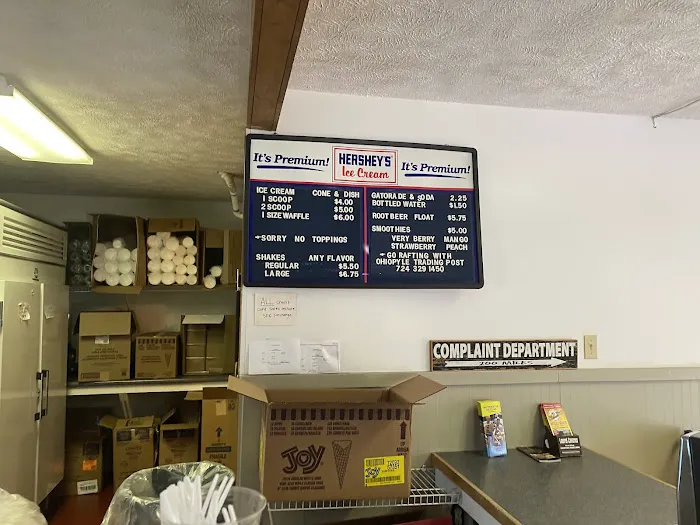 It's Premium! HERSHEY'S Ice Cream It's Premium!
ICE CREAM CONE & DISH
1 SCOOP $4.00
2 SCOOP $5.00
1 SIZE WAFFLE $6.00
SORRY NO TOPPINGS
SHAKES ANY FLAVOR
REGULAR $5.50
LARGE $6.75
GATORADE & SODA 2.25
BOTTLED WATER $1.50
ROOT BEER FLOAT $5.75
SMOOTHIES $5.00
VERY BERRY MANGO
STRAWBERRY PEACH
GO RAFTING WITH
OHIOPYLE TRADING POST
724 329 1450
ALL
COMPLAINT DEPARTMENT
200 MILES
JOY